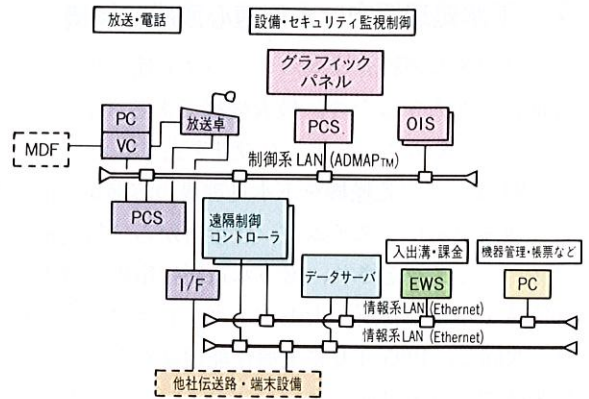 放送・電話
設備・セキュリティ監視制御
グラフィック
パネル
PC
VC
放送卓
PCS.
OIS
MDF
制御系LAN (ADMAP™)
PCS
遠隔制御
コントローラ
入出溝・課金
機器管理・帳票など
I/F
データサーバ
EWS
PC
情報系LAN (Ethernet)
情報系LAN (Ethernet)
他社伝送路・端末設備